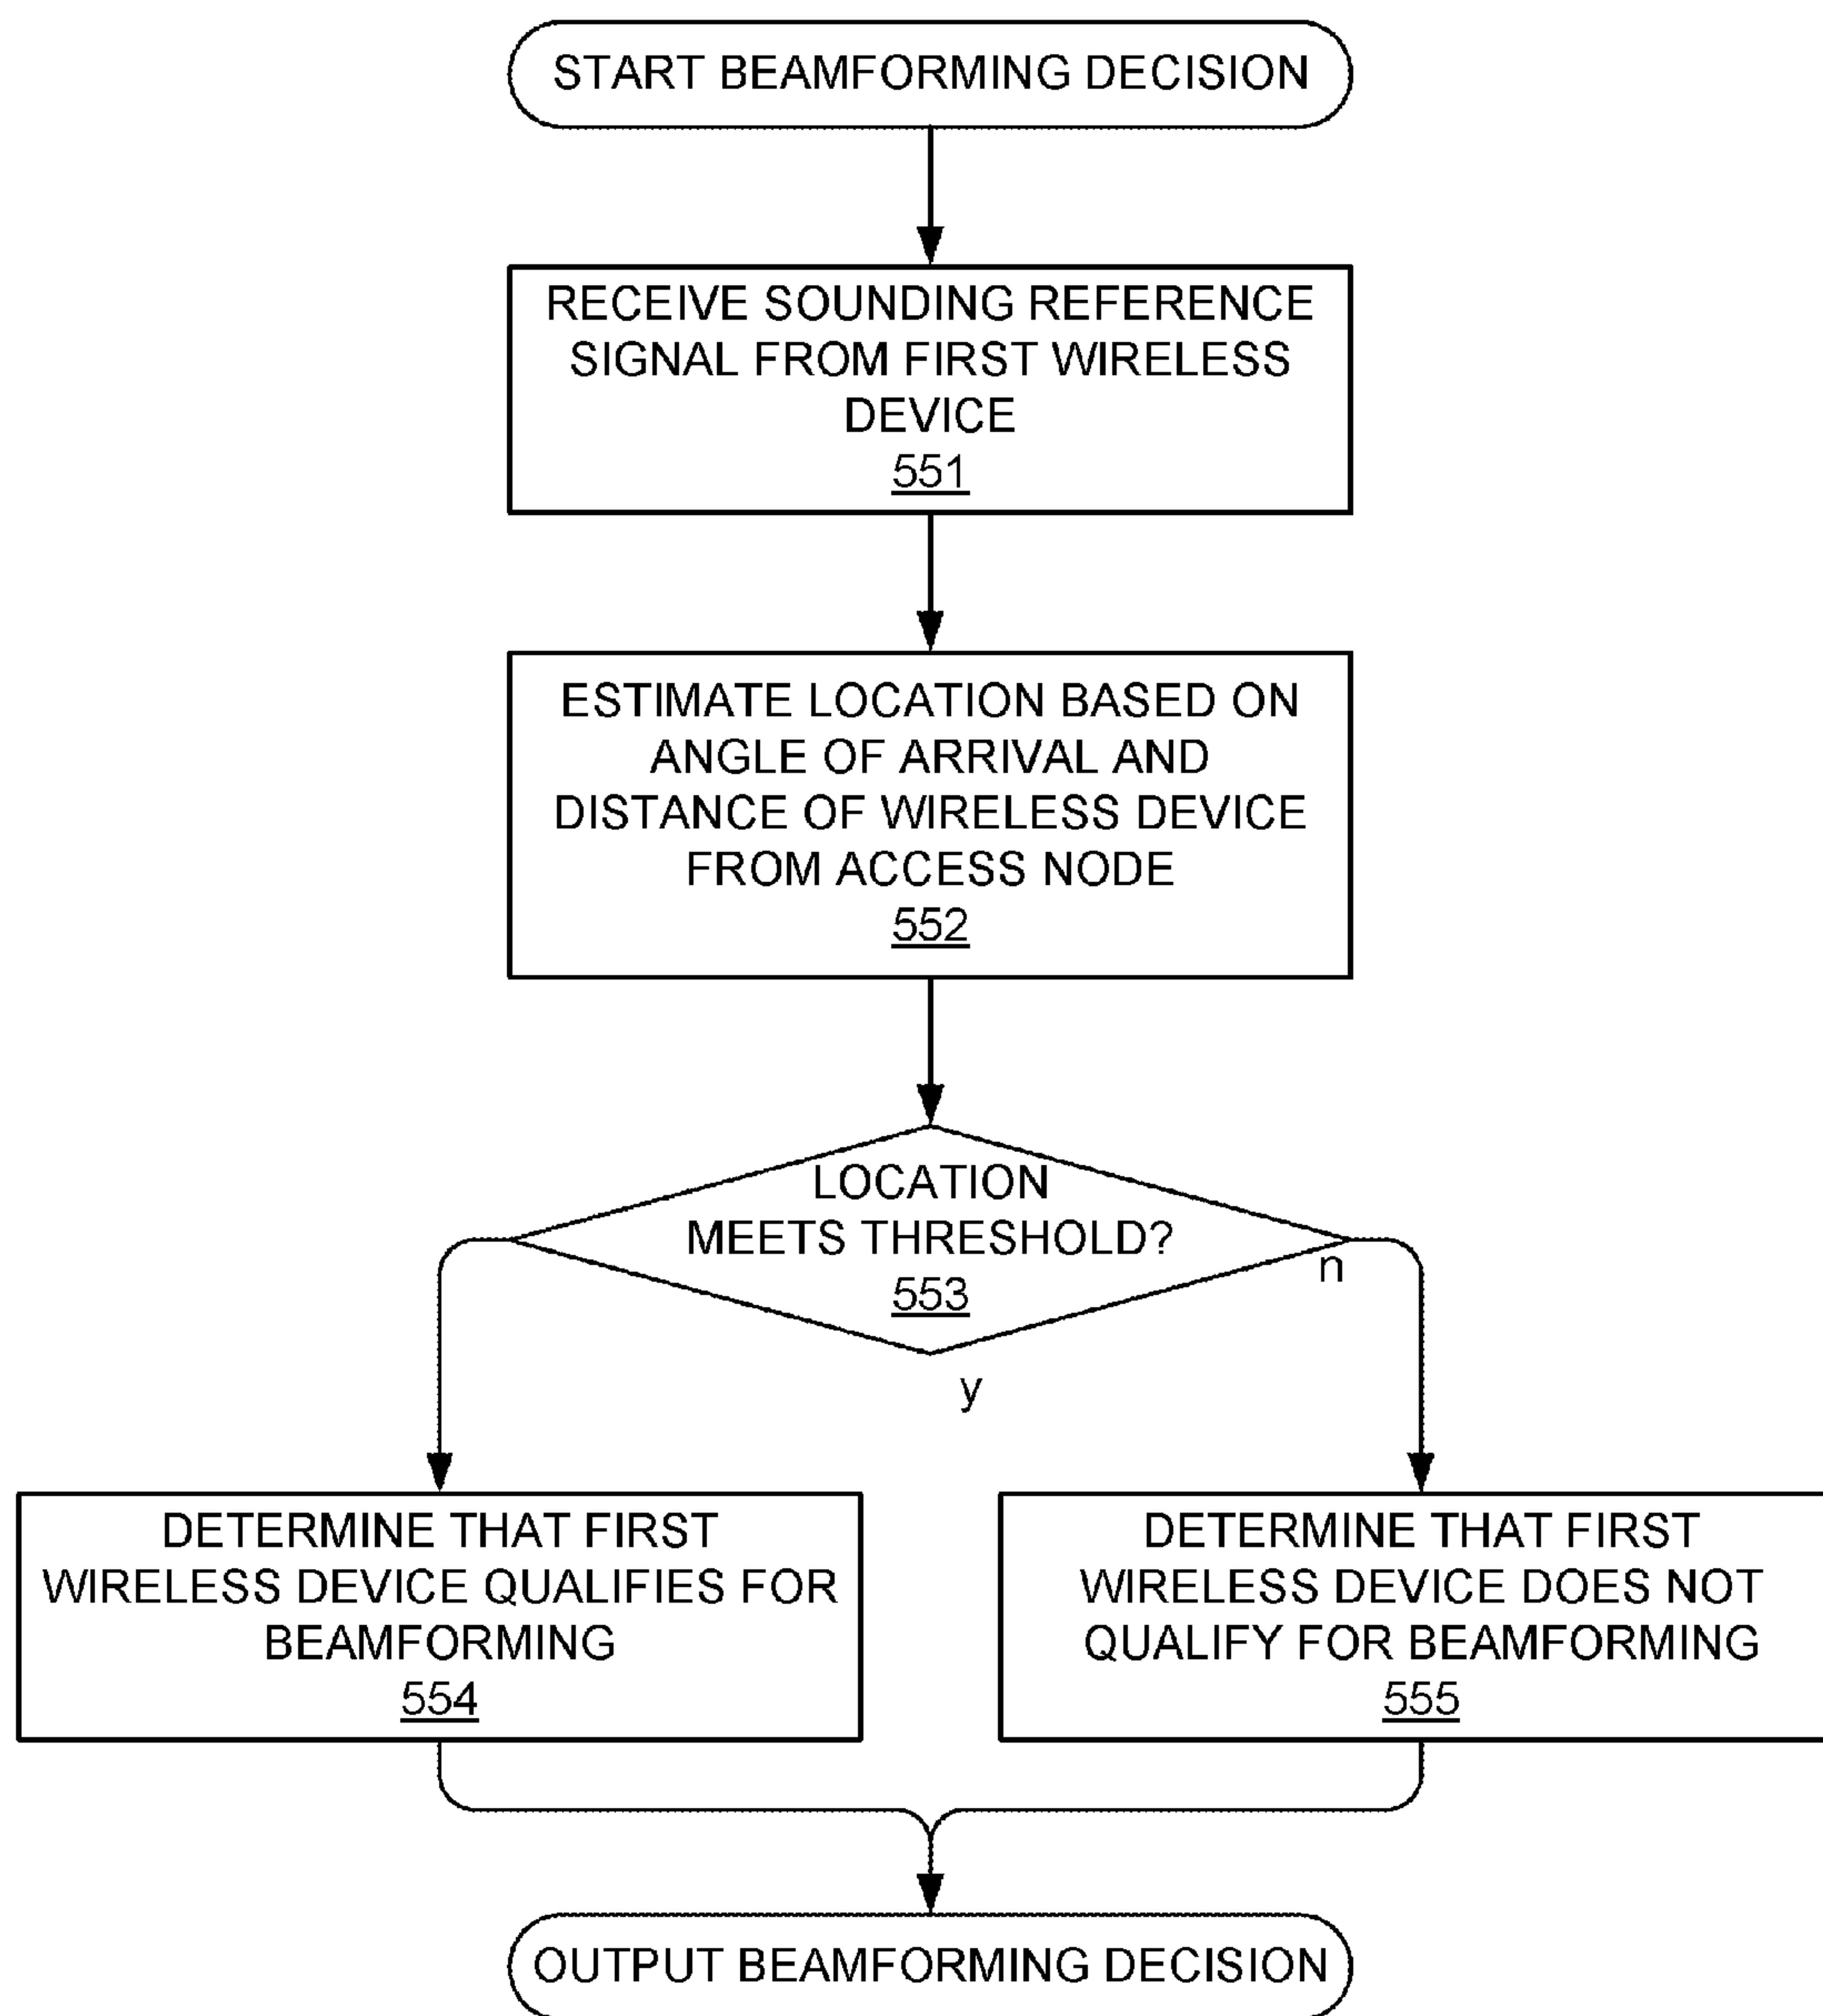 START BEAMFORMING DECISION
RECEIVE SOUNDING REFERENCE
SIGNAL FROM FIRST WIRELESS
DEVICE
551
ESTIMATE LOCATION BASED ON
ANGLE OF ARRIVAL AND
DISTANCE OF WIRELESS DEVICE
FROM ACCESS NODE
552
LOCATION
MEETS THRESHOLD?
553
n
y
DETERMINE THAT FIRST
WIRELESS DEVICE QUALIFIES FOR
BEAMFORMING
554
DETERMINE THAT FIRST
WIRELESS DEVICE DOES NOT
QUALIFY FOR BEAMFORMING
555
OUTPUT BEAMFORMING DECISION